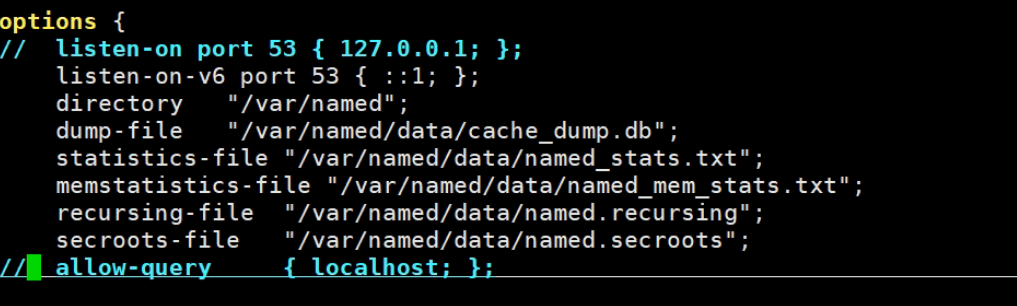 options {
//  listen-on port 53 { 127.0.0.1; };
    listen-on-v6 port 53 { ::1; };
    directory   "/var/named";
    dump-file   "/var/named/data/cache_dump.db";
    statistics-file "/var/named/data/named_stats.txt";
    memstatistics-file "/var/named/data/named_mem_stats.txt";
    recursing-file  "/var/named/data/named.recursing";
    secroots-file   "/var/named/data/named.secroots";
//  allow-query     { localhost; };